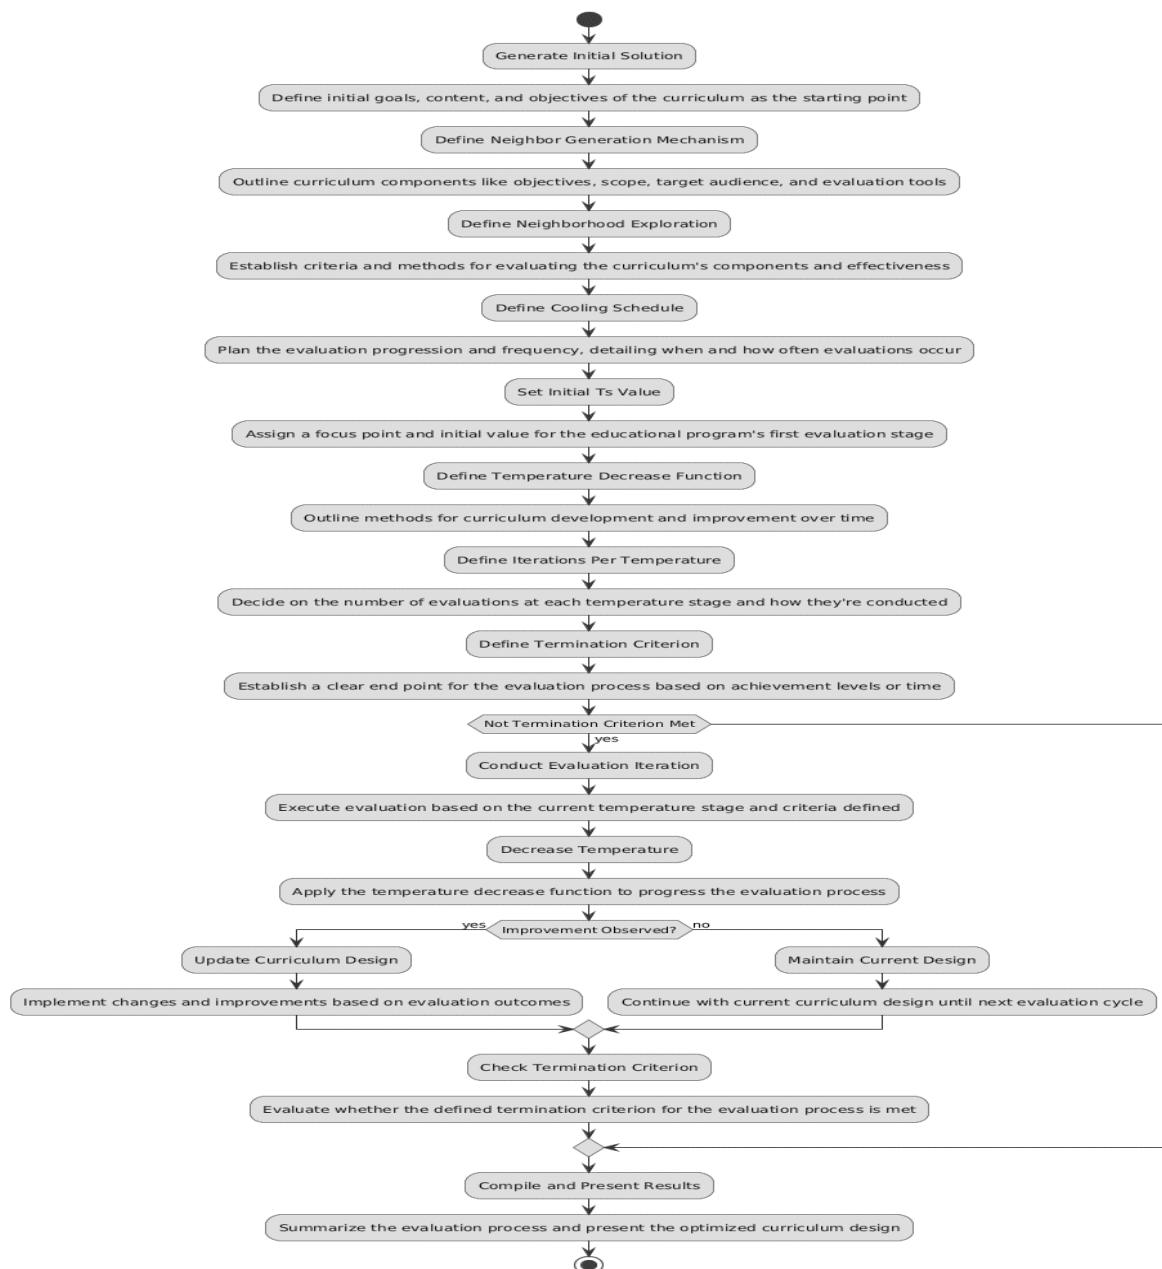 Generate Initial Solution
Define initial goals, content, and objectives of the curriculum as the starting point
Define Neighbor Generation Mechanism
Outline curriculum components like objectives, scope, target audience, and evaluation tools
Define Neighborhood Exploration
Establish criteria and methods for evaluating the curriculum's components and effectiveness
Define Cooling Schedule
Plan the evaluation progression and frequency, detailing when and how often evaluations occur
Set Initial Ts Value
Assign a focus point and initial value for the educational program's first evaluation stage
Define Temperature Decrease Function
Outline methods for curriculum development and improvement over time
Define Iterations Per Temperature
Decide on the number of evaluations at each temperature stage and how they're conducted
Define Termination Criterion
Establish a clear end point for the evaluation process based on achievement levels or time
Not Termination Criterion Met
yes
Conduct Evaluation Iteration
Execute evaluation based on the current temperature stage and criteria defined
Decrease Temperature
Apply the temperature decrease function to progress the evaluation process
yes
Improvement Observed?
no
Update Curriculum Design
Maintain Current Design
Implement changes and improvements based on evaluation outcomes
Continue with current curriculum design until next evaluation cycle
Check Termination Criterion
Evaluate whether the defined termination criterion for the evaluation process is met
Compile and Present Results
Summarize the evaluation process and present the optimized curriculum design